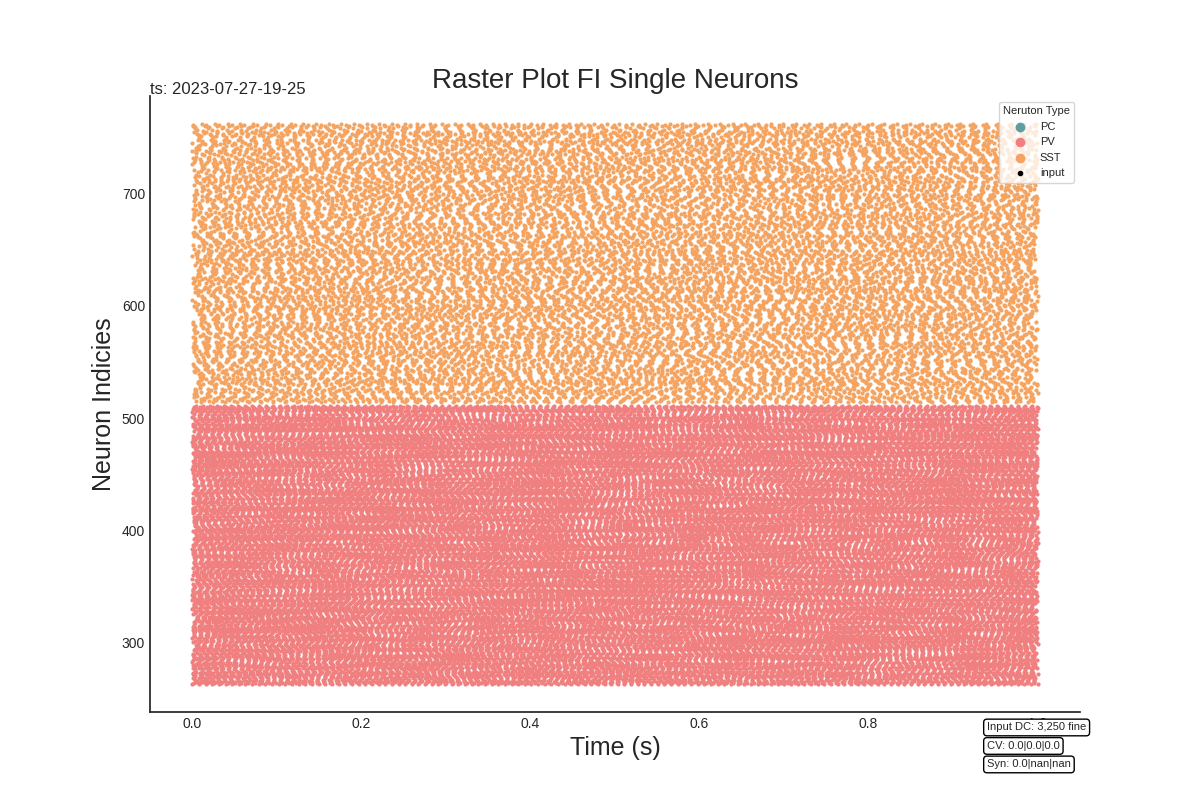 Raster Plot FI Single Neurons
ts: 2023-07-27-19-25
Neruton Type
PC
PV
SST
input
Neuron Indicies
700
600
500
400
300
0.0 0.2 0.4 0.6 0.8
Time (s)
Input DC: 3,250 fine
CV: 0.0|0.0|0.0
Syn: 0.0|nan|nan